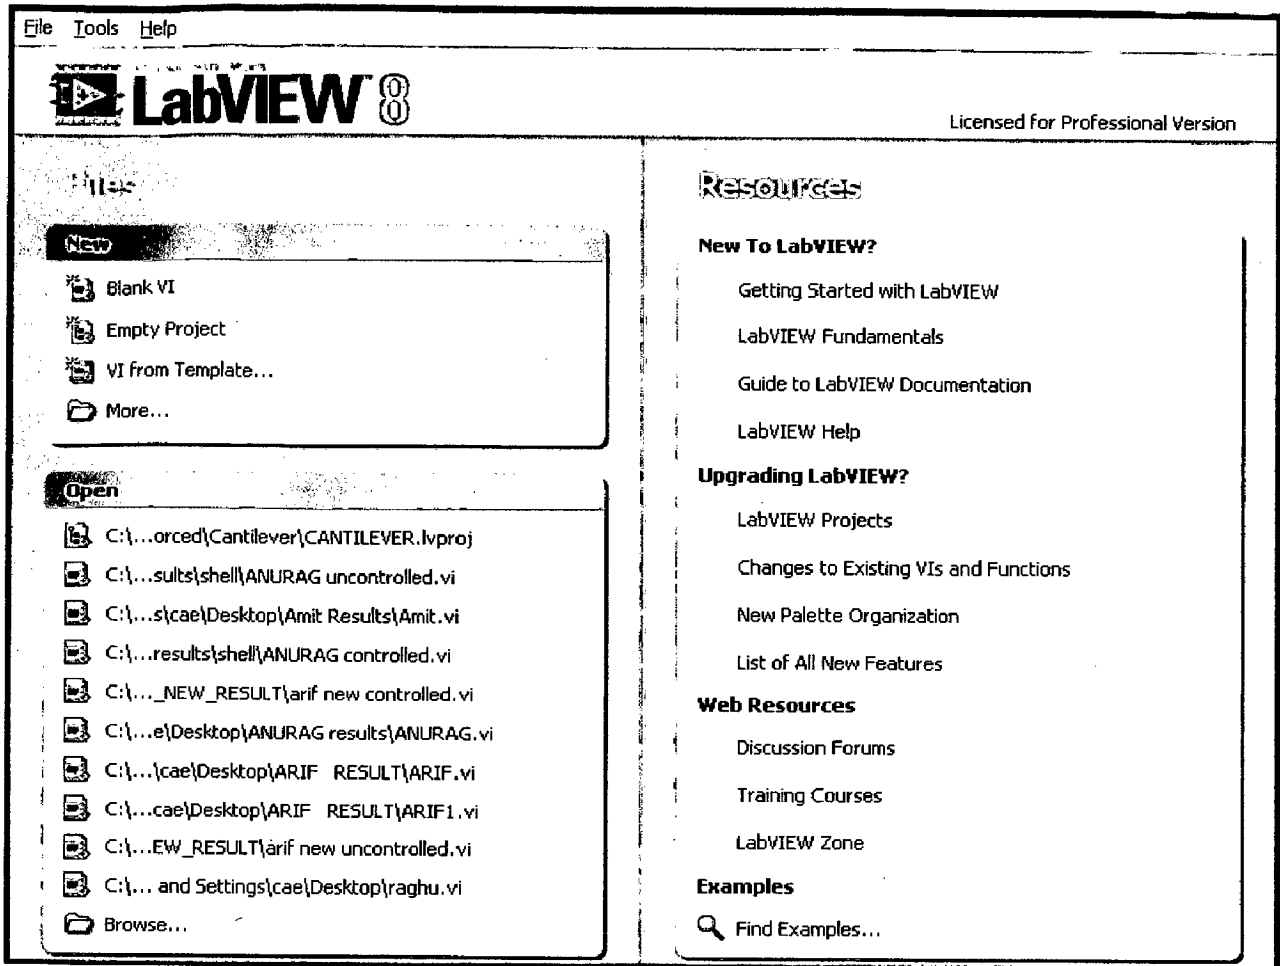 File Tools Help
LabVIEW™ 8
Licensed for Professional Version
Files
New
Blank VI
Empty Project
VI from Template...
More...
Open
C:\...orced\Cantilever\CANTILEVER.lvproj
C:\...sults\shell\ANURAG uncontrolled.vi
C:\...s\cae\Desktop\Amit Results\Amit.vi
C:\...results\shell\ANURAG controlled.vi
C:\..._NEW_RESULT\arif new controlled.vi
C:\...e\Desktop\ANURAG results\ANURAG.vi
C:\...\cae\Desktop\ARIF RESULT\ARIF.vi
C:\...cae\Desktop\ARIF RESULT\ARIF1.vi
C:\...EW_RESULT\arif new uncontrolled.vi
C:\... and Settings\cae\Desktop\raghu.vi
Browse...
Resources
New To LabVIEW?
Getting Started with LabVIEW
LabVIEW Fundamentals
Guide to LabVIEW Documentation
LabVIEW Help
Upgrading LabVIEW?
LabVIEW Projects
Changes to Existing VIs and Functions
New Palette Organization
List of All New Features
Web Resources
Discussion Forums
Training Courses
LabVIEW Zone
Examples
Find Examples...